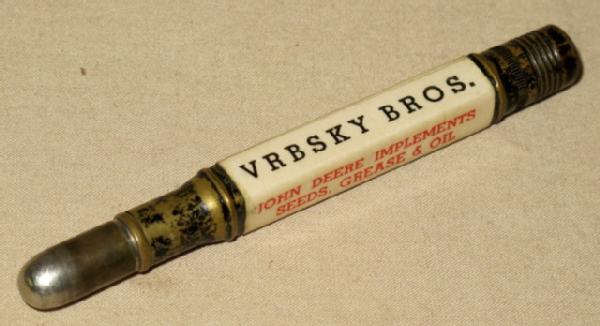 VRBSKY BROS.
JOHN DEERE IMPLEMENTS
SEEDS, GREASE & OIL